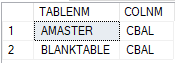 TABLENM COLNM
1 AMASTER CBAL
2 BLANKTABLE CBAL